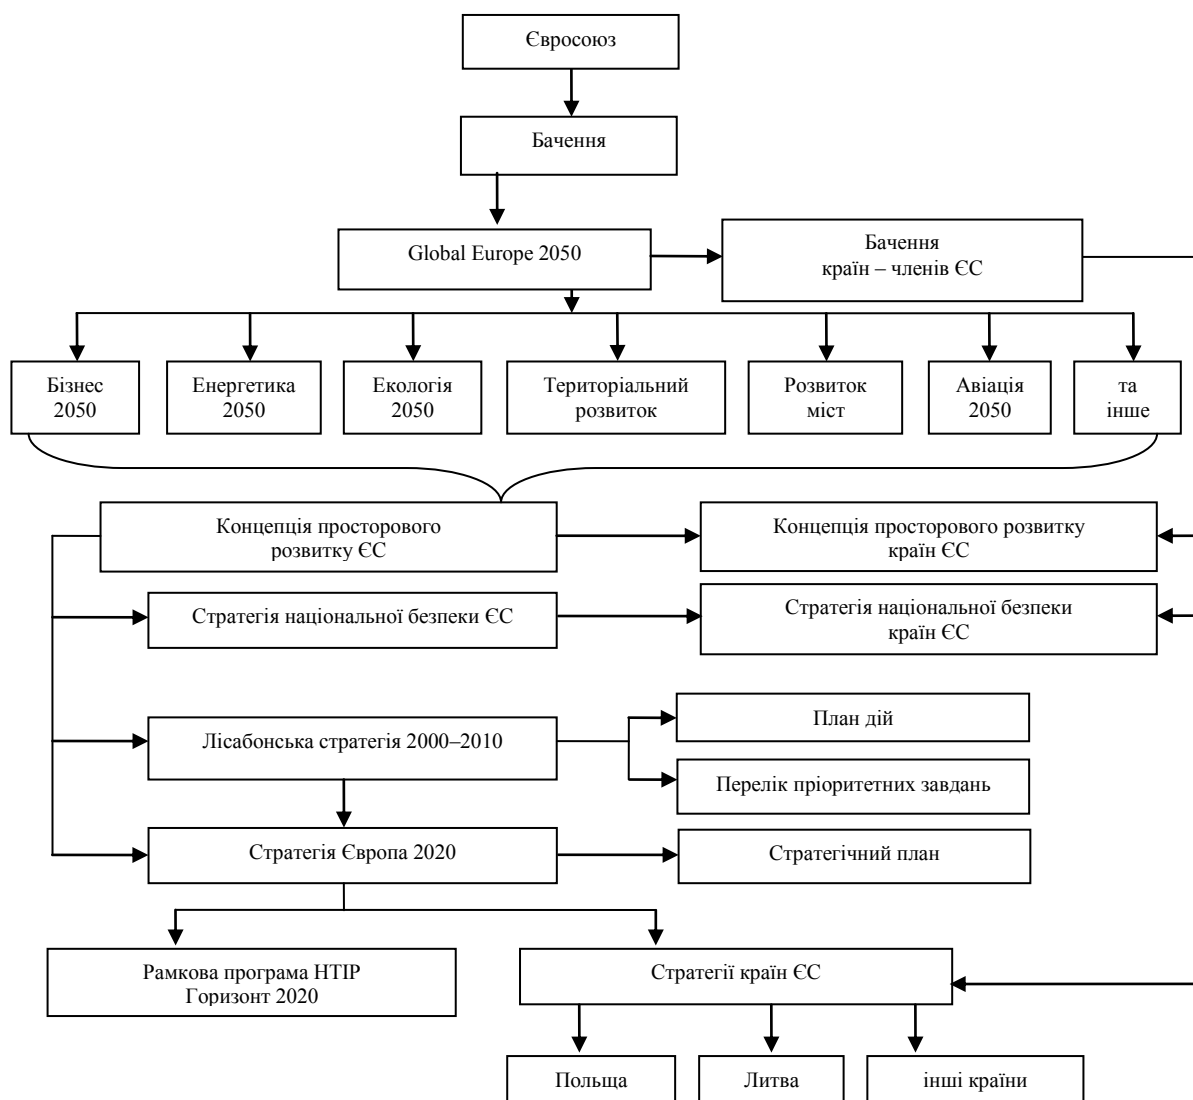 Євросоюз
Бачення
Global Europe 2050
Бачення
країн – членів ЄС
Бізнес
2050
Енергетика
2050
Екологія
2050
Територіальний
розвиток
Розвиток
міст
Авіація
2050
та
інше
Концепція просторового
розвитку ЄС
Концепція просторового розвитку
країн ЄС
Стратегія національної безпеки ЄС
Стратегія національної безпеки
країн ЄС
Лісабонська стратегія 2000–2010
План дій
Перелік пріоритетних завдань
Стратегія Європа 2020
Стратегічний план
Рамкова програма НТІР
Горизонт 2020
Стратегії країн ЄС
Польща
Литва
інші країни